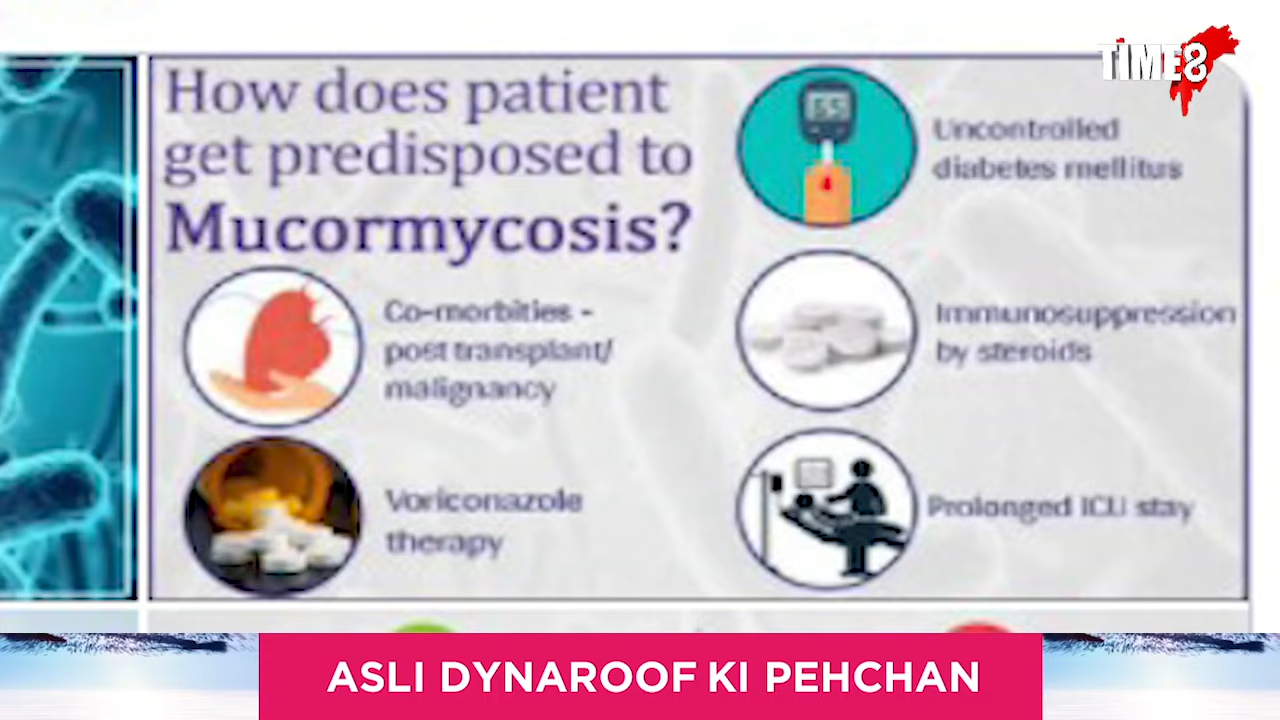 TIME8
How does patient
get predisposed to
Mucormycosis?
Uncontrolled
diabetes mellitus
Co-morbities -
post transplant/
malignancy
Immunosuppression
by steroids
Voriconazole
therapy
Prolonged ICU stay
ASLI DYNAROOF KI PEHCHAN